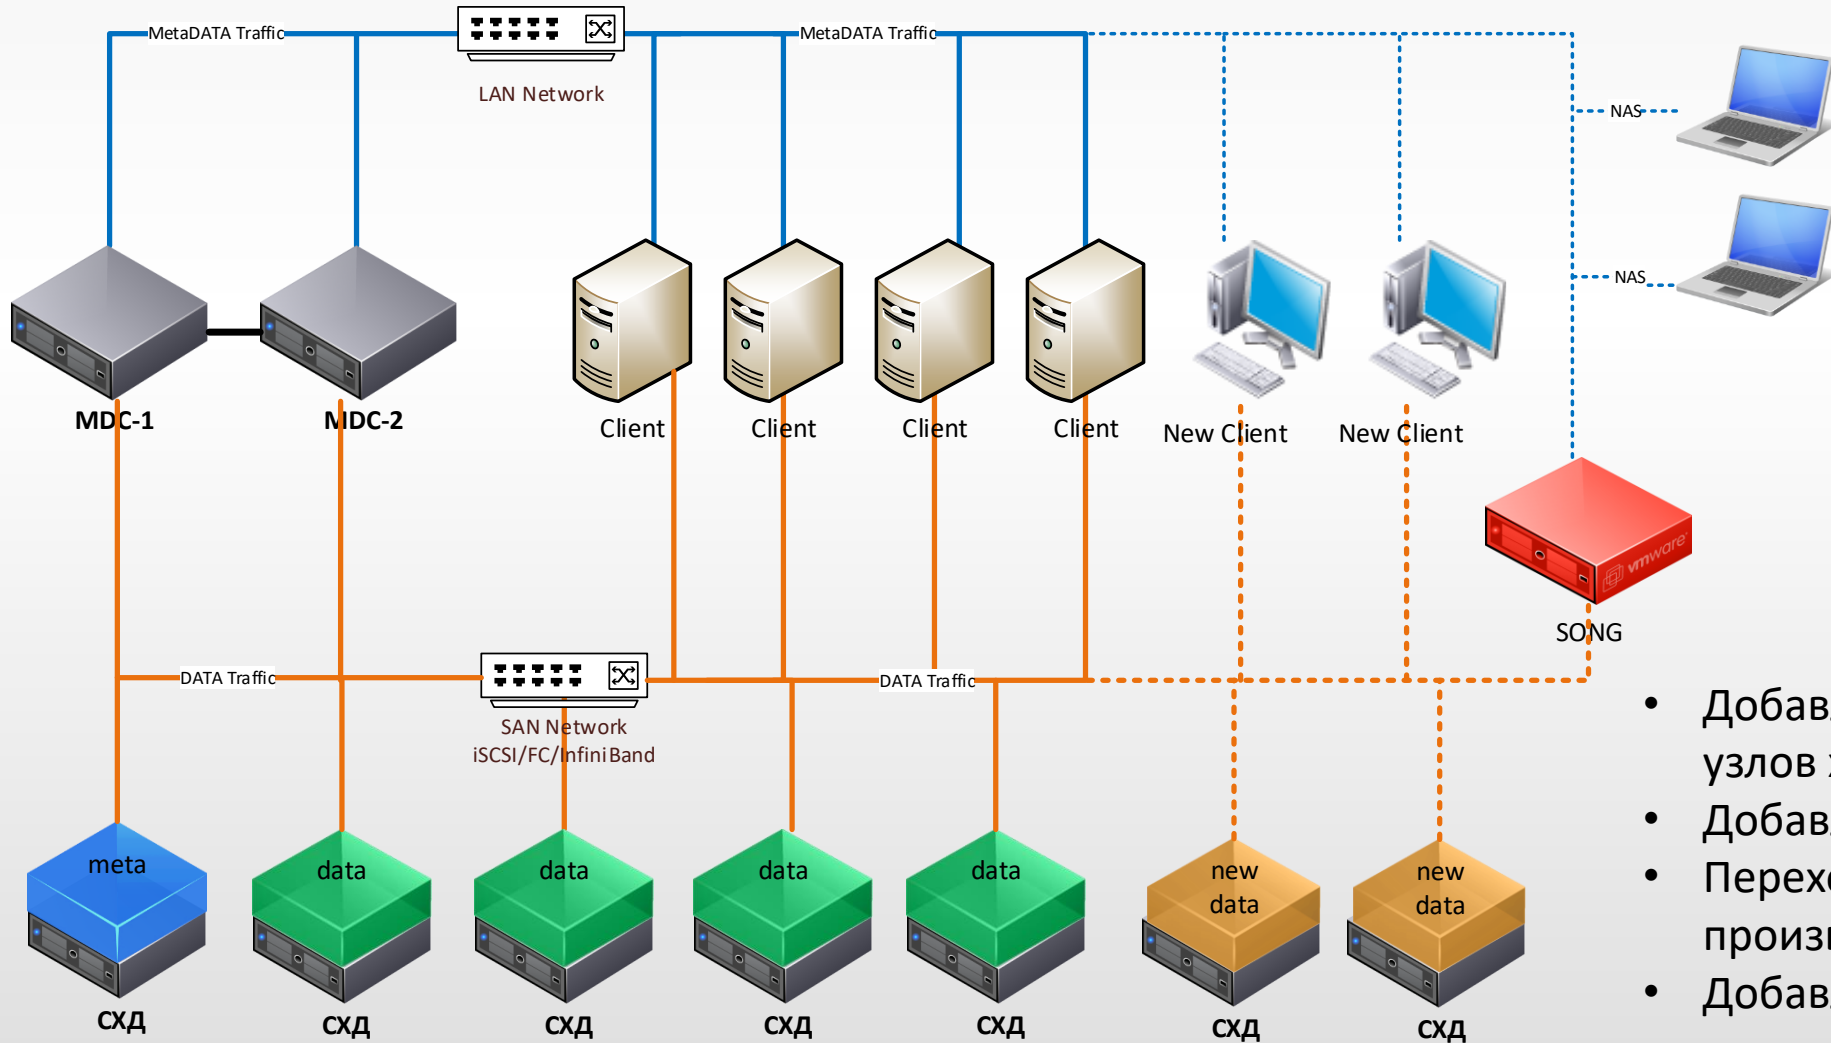 MetaDATA Traffic
MetaDATA Traffic
LAN Network
NAS
NAS
MDC-1
MDC-2
Client
Client
Client
Client
New Client
New Client
vmware
SONG
DATA Traffic
DATA Traffic
SAN Network
iSCSI/FC/InfiniBand
meta
data
data
data
data
new
data
new
data
СХД
СХД
СХД
СХД
СХД
СХД
СХД
•
узлов
•
•
•